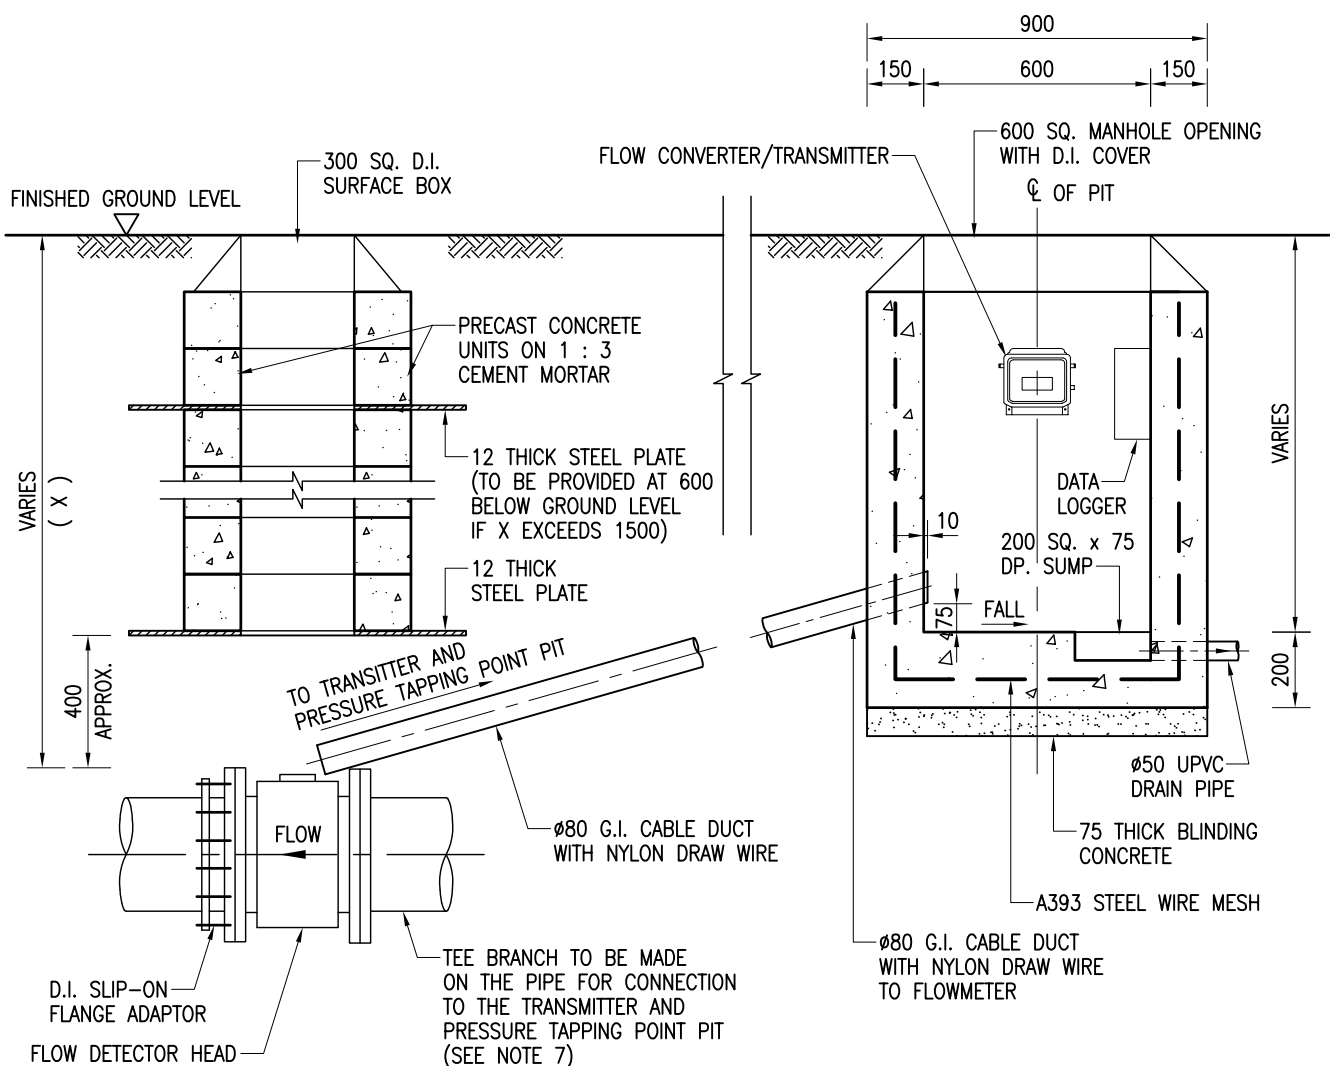 900
150
600
150
600 SQ. MANHOLE OPENING
WITH D.I. COVER
FLOW CONVERTER/TRANSMITTER
300 SQ. D.I.
SURFACE BOX
℄ OF PIT
FINISHED GROUND LEVEL
PRECAST CONCRETE
UNITS ON 1 : 3
CEMENT MORTAR
12 THICK STEEL PLATE
(TO BE PROVIDED AT 600
BELOW GROUND LEVEL
IF X EXCEEDS 1500)
VARIES
( X )
VARIES
DATA
LOGGER
10
200 SQ. x 75
DP. SUMP
12 THICK
STEEL PLATE
75
FALL
400
APPROX.
200
TO TRANSITTER AND
PRESSURE TAPPING POINT PIT
ø50 UPVC
DRAIN PIPE
FLOW
ø80 G.I. CABLE DUCT
WITH NYLON DRAW WIRE
75 THICK BLINDING
CONCRETE
A393 STEEL WIRE MESH
ø80 G.I. CABLE DUCT
WITH NYLON DRAW WIRE
TO FLOWMETER
TEE BRANCH TO BE MADE
ON THE PIPE FOR CONNECTION
TO THE TRANSMITTER AND
PRESSURE TAPPING POINT PIT
(SEE NOTE 7)
D.I. SLIP-ON
FLANGE ADAPTOR
FLOW DETECTOR HEAD